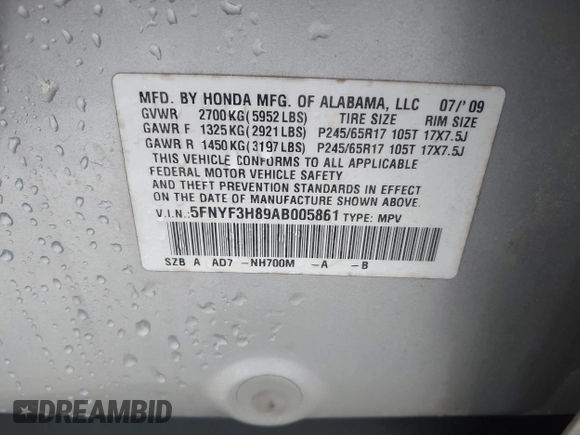 MFD. BY HONDA MFG. OF ALABAMA, LLC 07/'09
GVWR 2700KG(5952LBS) TIRE SIZE RIM SIZE
GAWR F 1325KG(2921LBS) P245/65R17 105T 17X7.5J
GAWR R 1450KG(3197LBS) P245/65R17 105T 17X7.5J
THIS VEHICLE CONFORMS TO ALL APPLICABLE
FEDERAL MOTOR VEHICLE SAFETY
AND THEFT PREVENTION STANDARDS IN EFFECT
ON THE DATE OF MANUFACTURE SHOWN ABOVE.
V.I.N.:5FNYF3H89AB005861 TYPE: MPV
SZB A AD7 -NH700M -A -B
DREAMBID